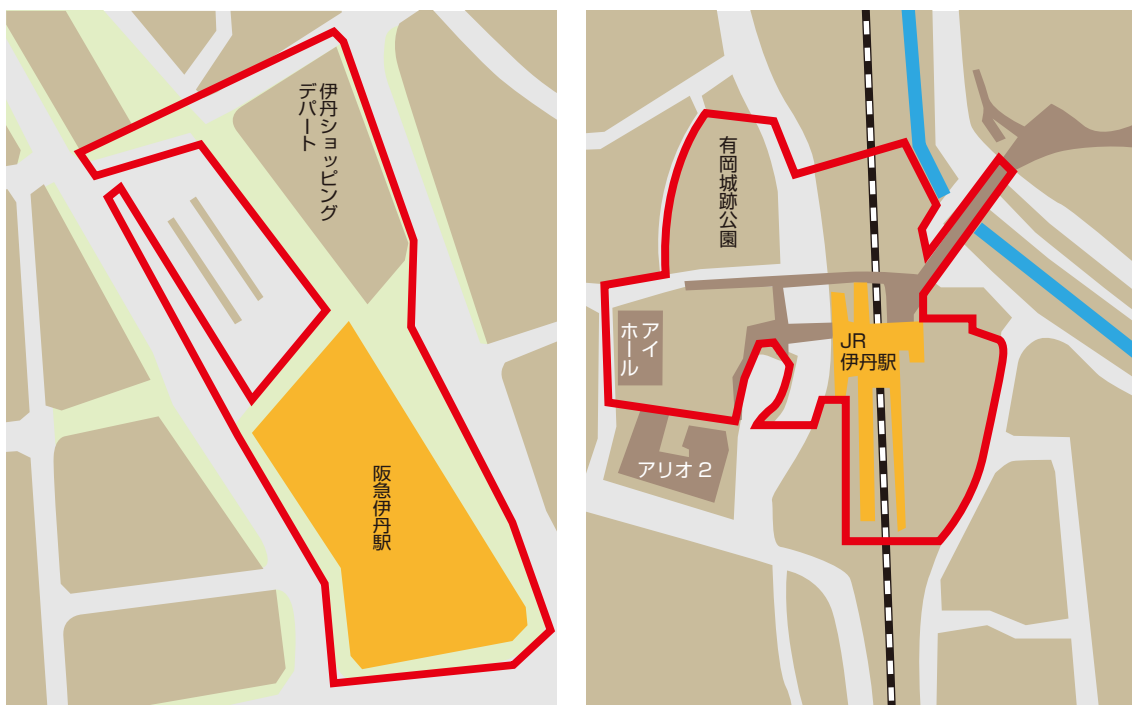 伊丹ショッピング
デパート
阪急伊丹駅
有岡城跡公園
アイ
ホール
JR
伊丹駅
アリオ 2